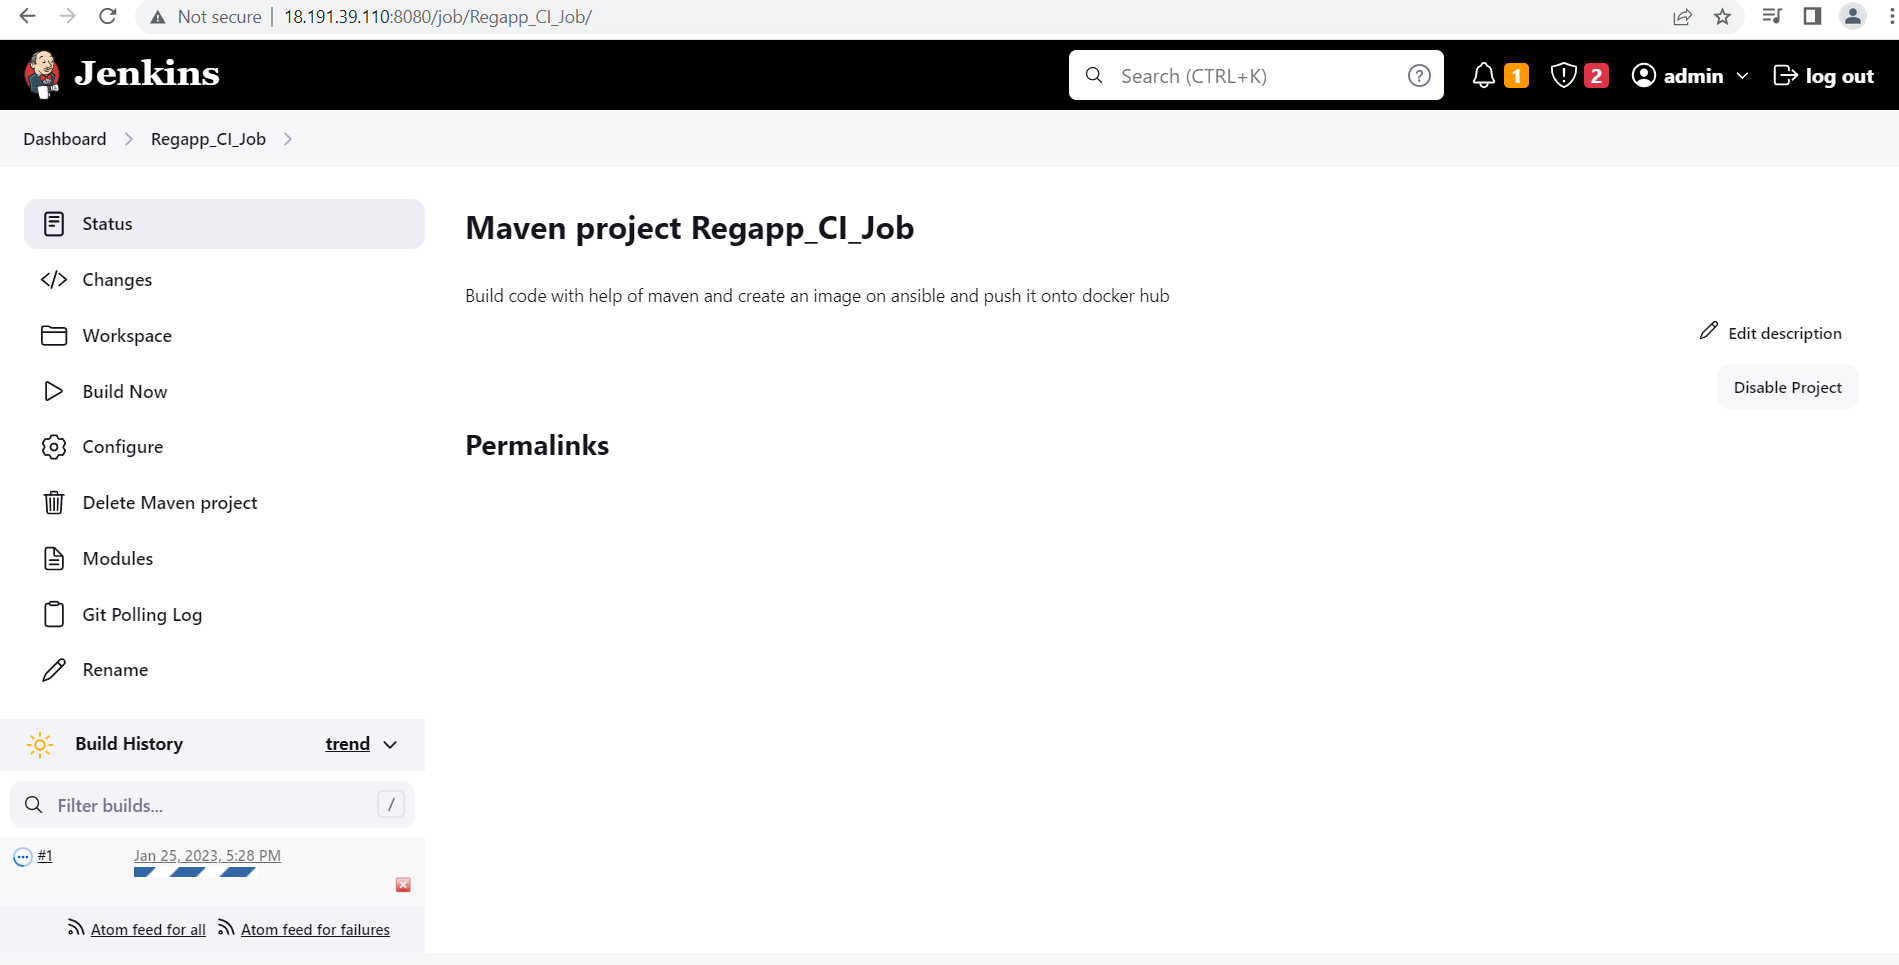 Not secure | 18.191.39.110:8080/job/Regapp_CI_Job/
Jenkins
Search (CTRL+K) ? 1 2 admin log out
Dashboard Regapp_CI_Job
Status
Changes
Workspace
Build Now
Configure
Delete Maven project
Modules
Git Polling Log
Rename
Build History trend
Filter builds... /
#1 Jan 25, 2023, 5:28 PM
Atom feed for all Atom feed for failures
Maven project Regapp_CI_Job
Build code with help of maven and create an image on ansible and push it onto docker hub
Edit description
Disable Project
Permalinks